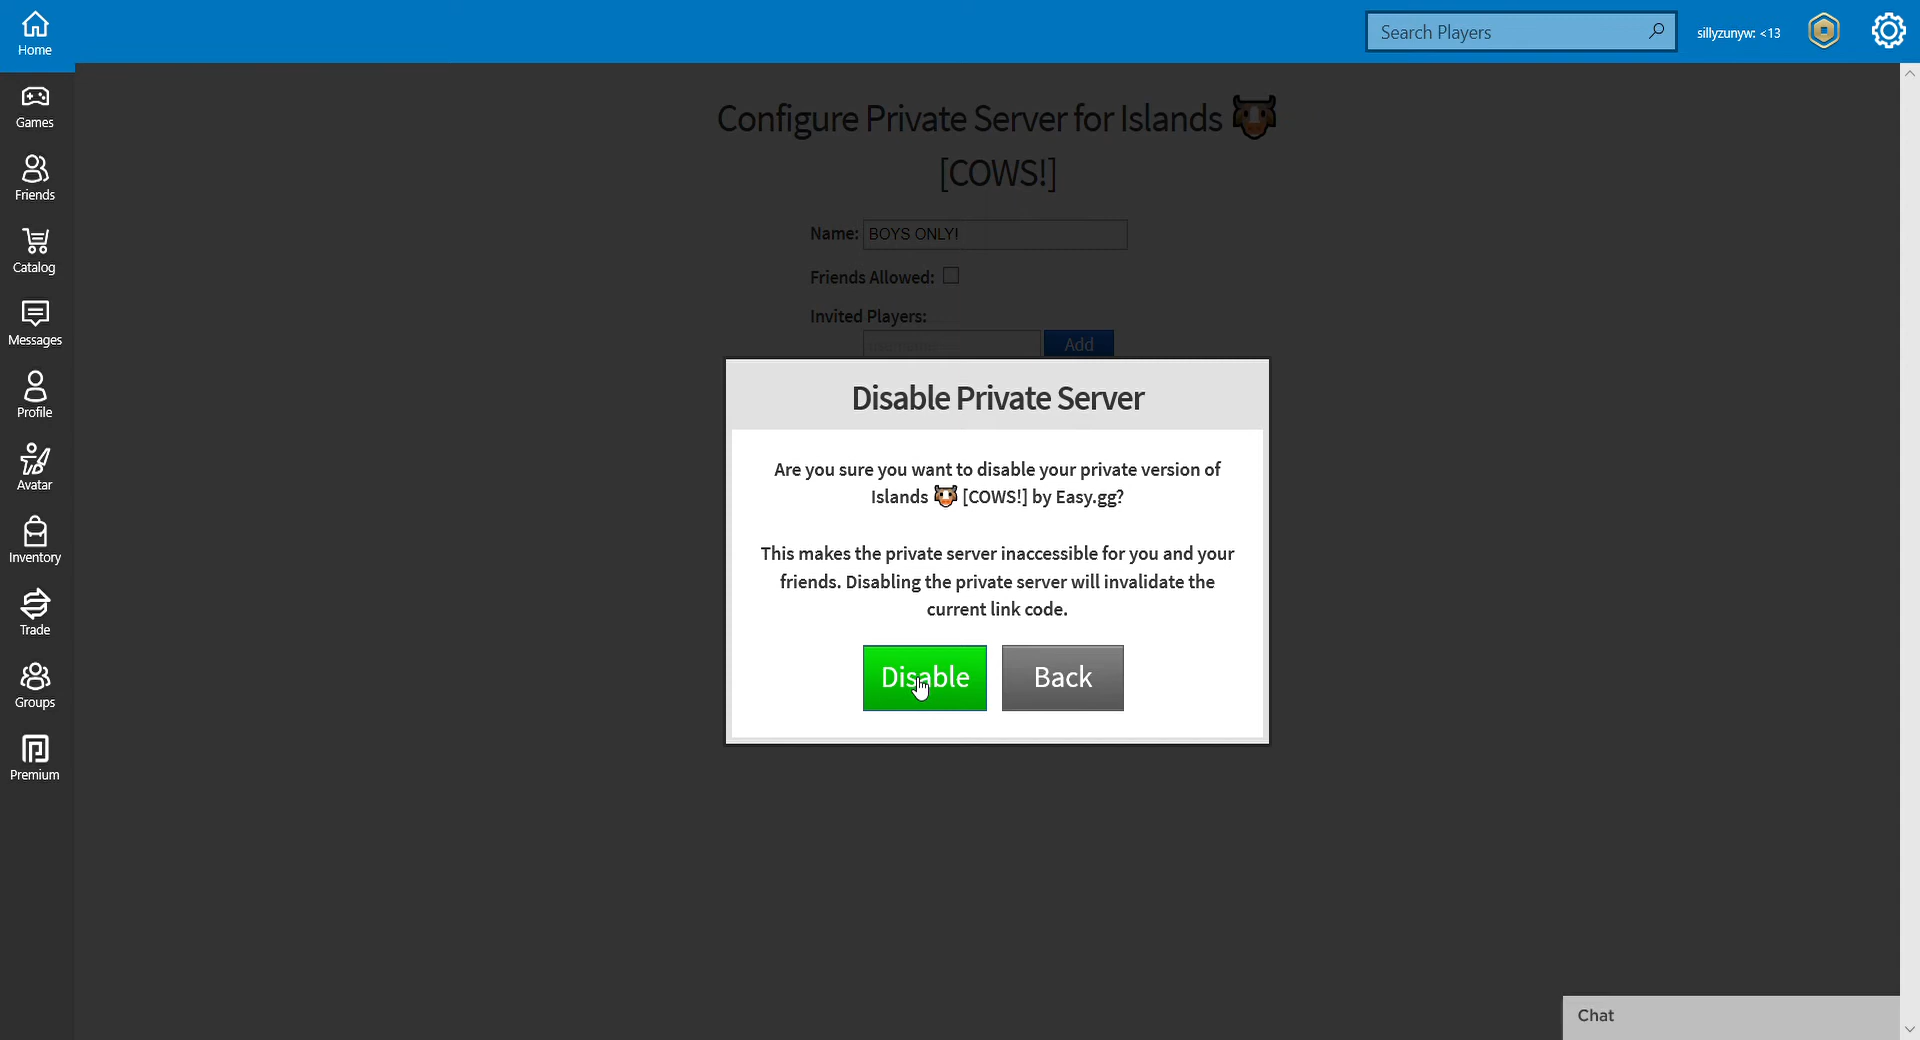 Home
Search Players
sillyzunyw: <13
Games
Friends
Catalog
Messages
Profile
Avatar
Inventory
Trade
Groups
Premium
Configure Private Server for Islands 🐮
[COWS!]
Name: BOYS ONLY!
Friends Allowed:
Invited Players:
Add
Disable Private Server
Are you sure you want to disable your private version of
Islands 🐮 [COWS!] by Easy.gg?
This makes the private server inaccessible for you and your
friends. Disabling the private server will invalidate the
current link code.
Disable
Back
Chat